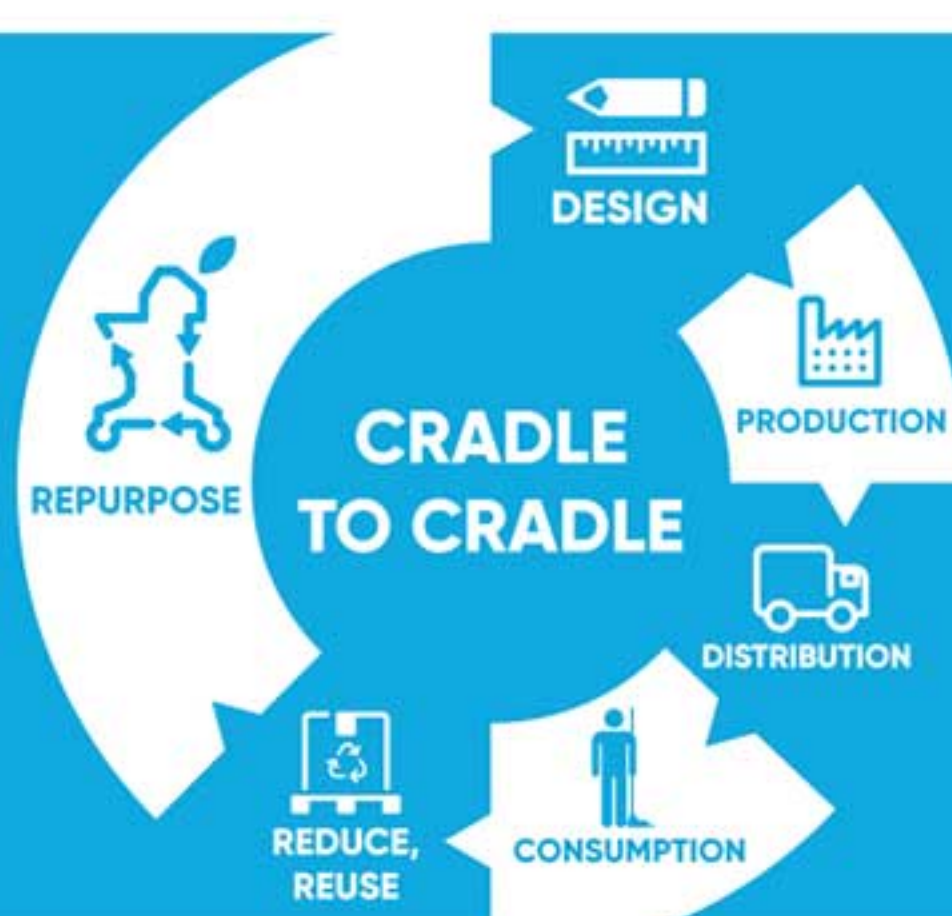 DESIGN
PRODUCTION
CRADLE
TO CRADLE
REPURPOSE
DISTRIBUTION
REDUCE,
REUSE
CONSUMPTION